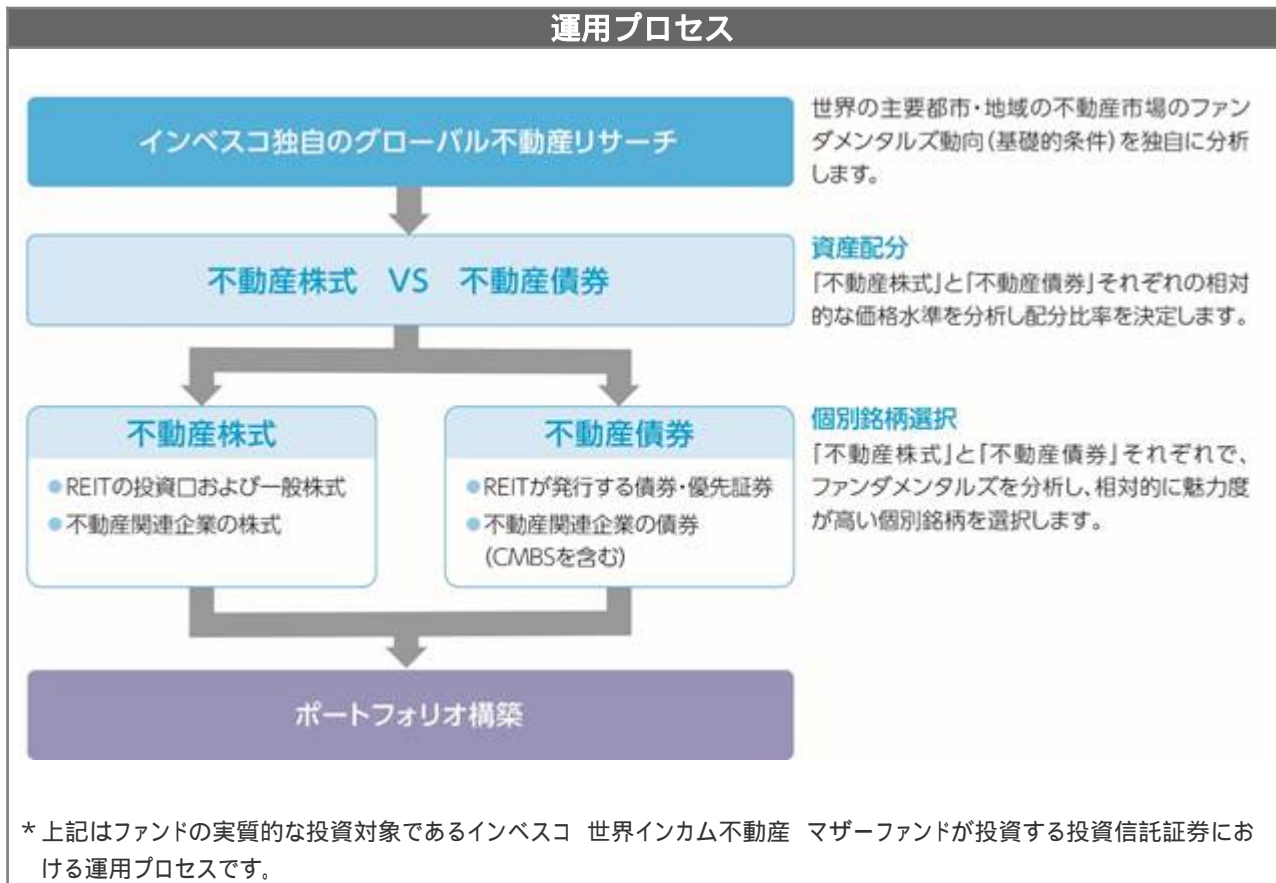 運用プロセス
インベスコ独自のグローバル不動産リサーチ
世界の主要都市・地域の不動産市場のファン
ダメンタルズ動向(基礎的条件)を独自に分析
します。
不動産株式 VS 不動産債券
資産配分
「不動産株式」と「不動産債券」それぞれの相対
的な価格水準を分析し配分比率を決定します。
不動産株式
●REITの投資口および一般株式
●不動産関連企業の株式
不動産債券
●REITが発行する債券・優先証券
●不動産関連企業の債券
(CMBSを含む)
個別銘柄選択
「不動産株式」と「不動産債券」それぞれで、
ファンダメンタルズを分析し、相対的に魅力度
が高い個別銘柄を選択します。
ポートフォリオ構築
*上記はファンドの実質的な投資対象であるインベスコ 世界インカム不動産 マザーファンドが投資する投資信託証券にお
ける運用プロセスです。